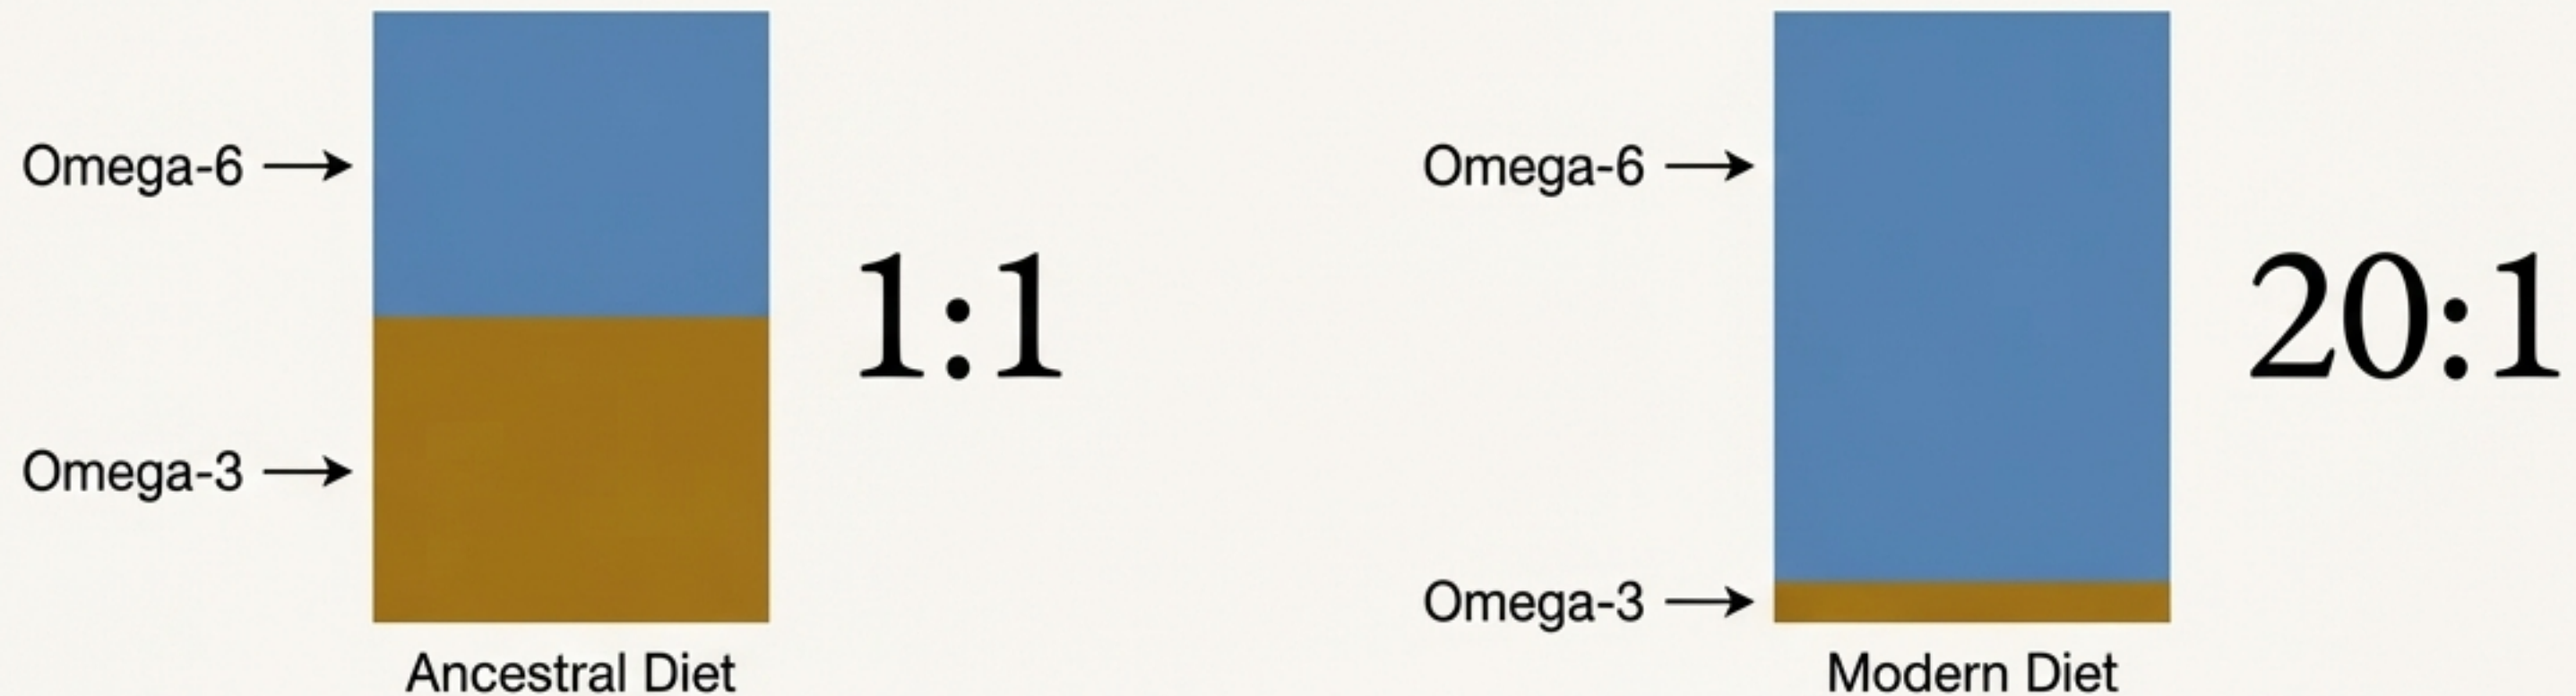 Omega-6
Omega-3
1:1
Ancestral Diet
Omega-6
Omega-3
20:1
Modern Diet